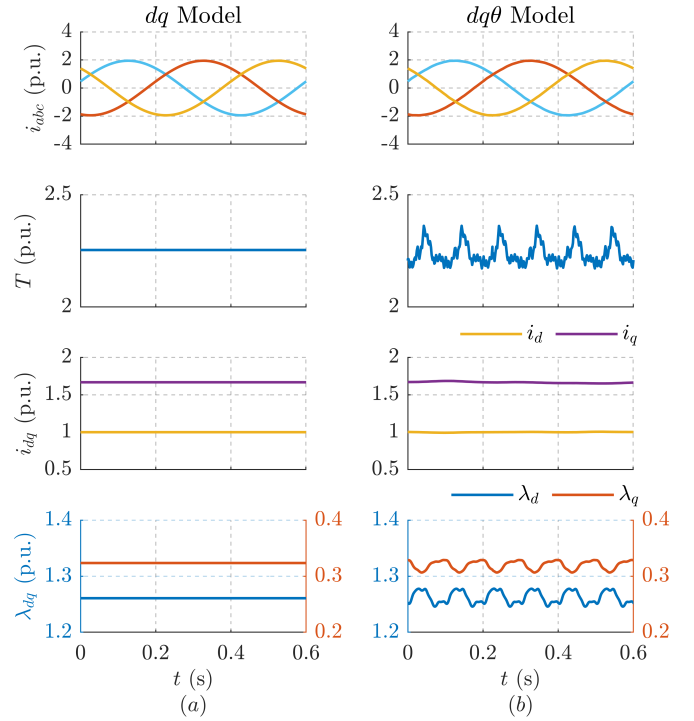 dq Model
dqθ Model
4
2
0
-2
-4
i_abc (p.u.)
4
2
0
-2
-4
2.5
2
T (p.u.)
2.5
2
i_d i_q
2
1.5
1
0.5
i_dq (p.u.)
2
1.5
1
0.5
λ_d λ_q
1.4
1.3
1.2
λ_dq (p.u.)
0.4
0.3
0.2
1.4
1.3
1.2
0.4
0.3
0.2
0 0.2 0.4 0.6
0 0.2 0.4 0.6
t (s)
t (s)
(a)
(b)